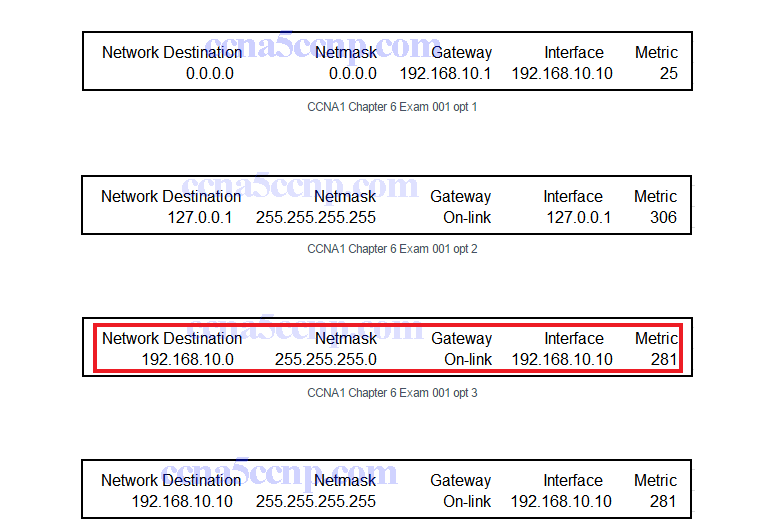 ccna5ccnp.com
Network Destination Netmask Gateway Interface Metric
0.0.0.0 0.0.0.0 192.168.10.1 192.168.10.10 25
CCNA1 Chapter 6 Exam 001 opt 1
ccna5ccnp.com
Network Destination Netmask Gateway Interface Metric
127.0.0.1 255.255.255.255 On-link 127.0.0.1 306
CCNA1 Chapter 6 Exam 001 opt 2
ccna5ccnp.com
Network Destination Netmask Gateway Interface Metric
192.168.10.0 255.255.255.0 On-link 192.168.10.10 281
CCNA1 Chapter 6 Exam 001 opt 3
ccna5ccnp.com
Network Destination Netmask Gateway Interface Metric
192.168.10.10 255.255.255.255 On-link 192.168.10.10 281